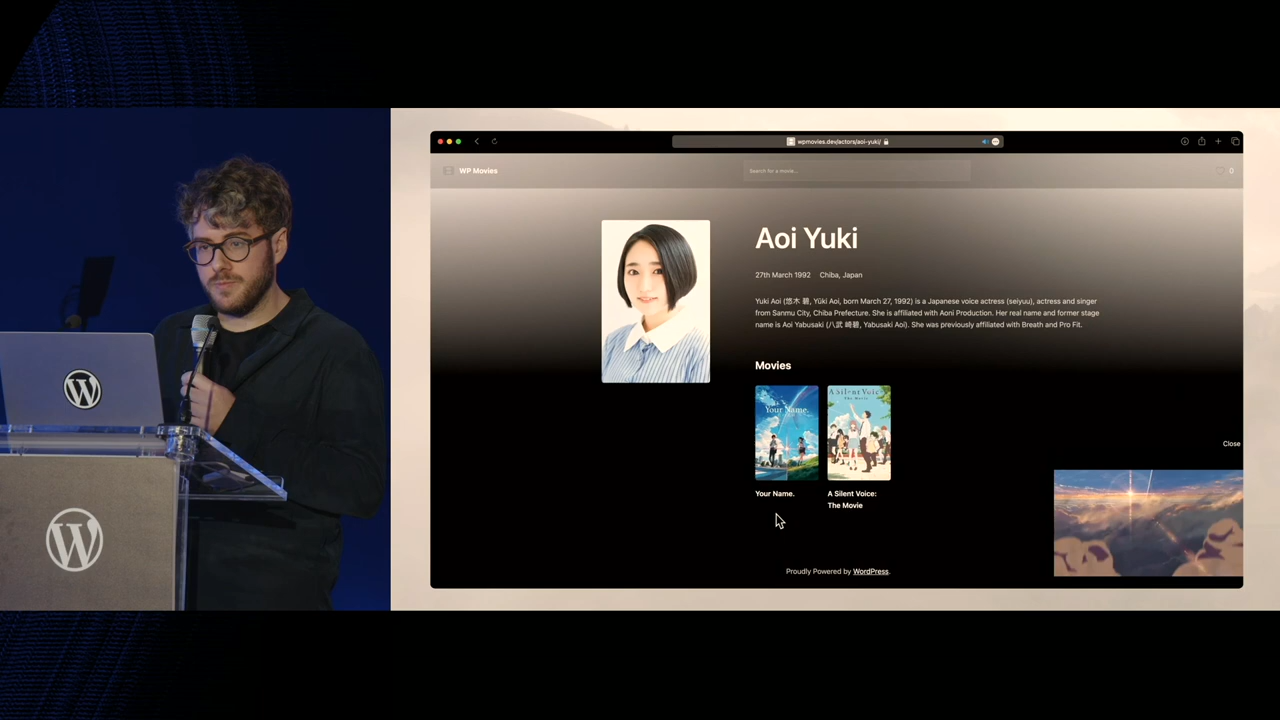 wpmovies.dev/actors/aoi-yuki/
WP Movies
Search for a movie...
0
Aoi Yuki
27th March 1992 Chiba, Japan
Yuki Aoi (悠木 碧, Yūki Aoi, born March 27, 1992) is a Japanese voice actress (seiyuu), actress and singer
from Sanmu City, Chiba Prefecture. She is affiliated with Aoni Production. Her real name and former stage
name is Aoi Yabusaki (八武 崎碧, Yabusaki Aoi). She was previously affiliated with Breath and Pro Fit.
Movies
Your Name.
A Silent Voice
The Movie
Close
Your Name.
A Silent Voice:
The Movie
Proudly Powered by WordPress.
W
W